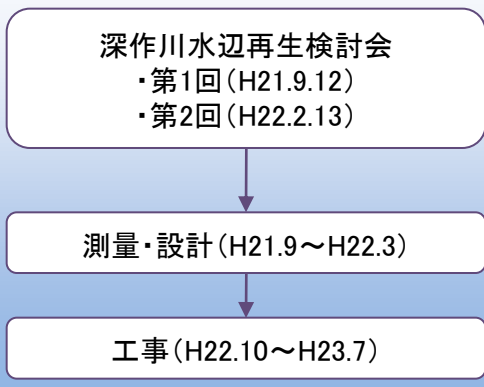 深作川水辺再生検討会
・第1回(H21.9.12)
・第2回(H22.2.13)
測量・設計(H21.9～H22.3)
工事(H22.10～H23.7)